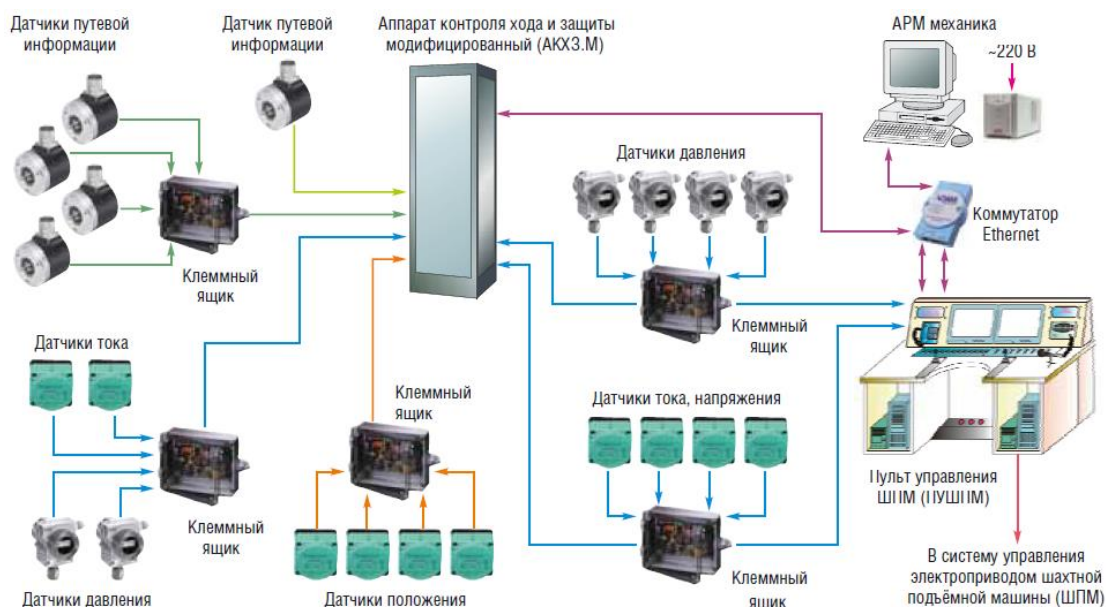 Датчики путевой
информации
Датчик путевой
информации
Аппарат контроля хода и защиты
модифицированный (АКХЗ.М)
АРМ механика
~220 В
Датчики давления
Коммутатор
Ethernet
Клеммный
ящик
Клеммный
ящик
Датчики тока
Клеммный
ящик
Датчики тока, напряжения
Клеммный
ящик
Пульт управления
ШПМ (ПУШПМ)
Датчики давления
Датчики положения
Клеммный
ящик
В систему управления
электроприводом шахтной
подъёмной машины (ШПМ)